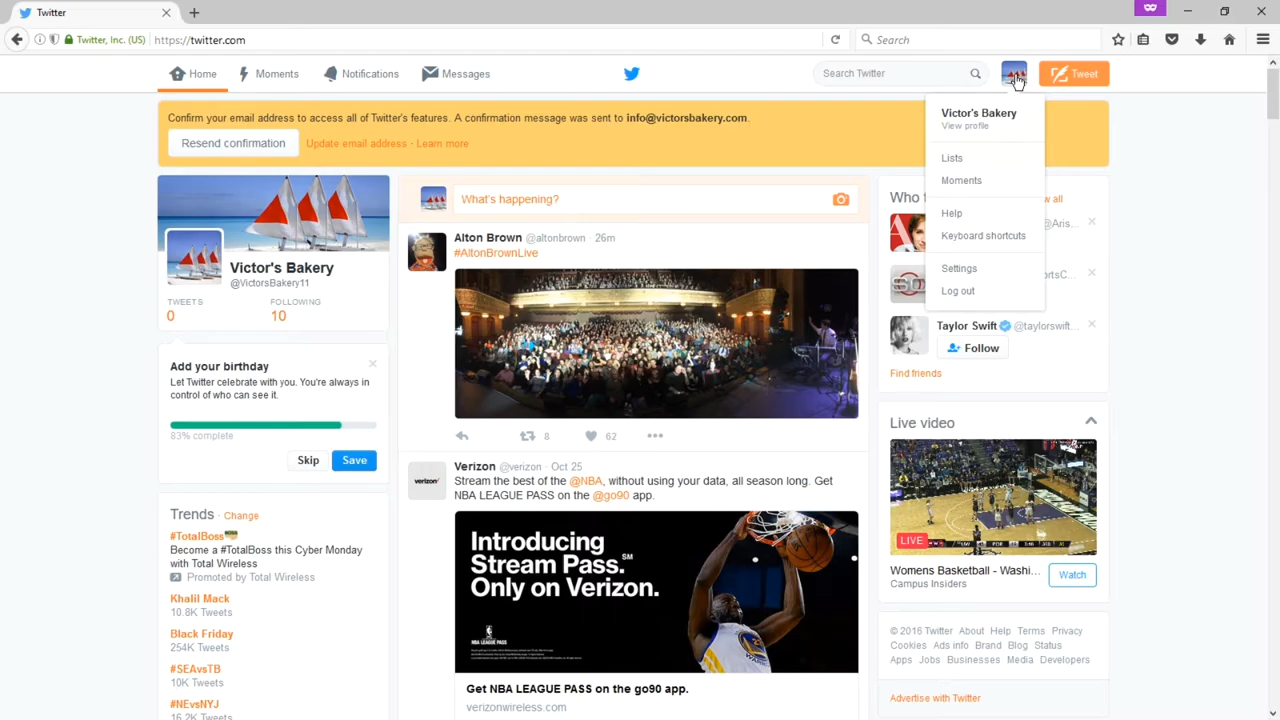 Twitter
Twitter, Inc. (US)
https://twitter.com
Search
Home
Moments
Notifications
Messages
Search Twitter
Tweet
Confirm your email address to access all of Twitter's features. A confirmation message was sent to info@victorsbakery.com.
Resend confirmation
Update email address · Learn more
Victor's Bakery
View profile
Lists
Moments
Help
Keyboard shortcuts
Settings
Log out
Victor's Bakery
@VictorsBakery11
TWEETS
FOLLOWING
0
10
Add your birthday
Let Twitter celebrate with you. You're always in
control of who can see it.
83% complete
Skip
Save
Trends · Change
#TotalBoss
Become a #TotalBoss this Cyber Monday
with Total Wireless
Promoted by Total Wireless
Khalil Mack
10.8K Tweets
Black Friday
254K Tweets
#SEAvsTB
10K Tweets
#NEvsNYJ
16.2K Tweets
What's happening?
Alton Brown @altonbrown · 26m
#AltonBrownLive
8
62
Verizon @verizon · Oct 25
verizon
Stream the best of the @NBA, without using your data, all season long. Get
NBA LEAGUE PASS on the @go90 app.
Introducing
Stream Pass.℠
Only on Verizon.
NBA LEAGUE PASS
Get NBA LEAGUE PASS on the go90 app.
verizonwireless.com
Who
all
@Aris...
Taylor Swift @taylorswift...
Follow
Find friends
Live video
LIVE
Womens Basketball - Washi...
Campus Insiders
Watch
© 2016 Twitter About Help Terms Privacy
Cookies Ads info Brand Blog Status
Apps Jobs Businesses Media Developers
Advertise with Twitter